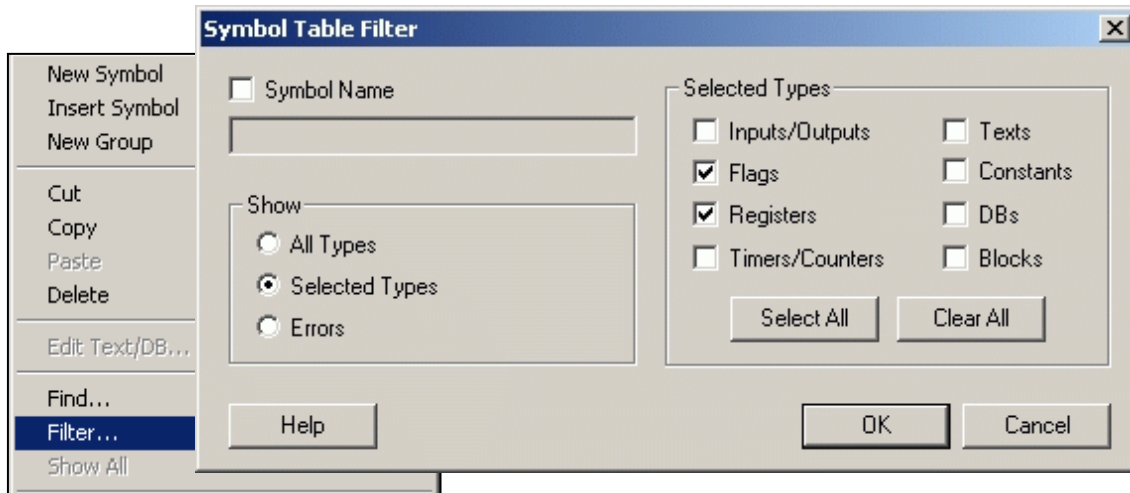 Symbol Table Filter
New Symbol
Insert Symbol
New Group
Cut
Copy
Paste
Delete
Edit Text/DB...
Find...
Filter...
Show All
Symbol Name
Show
All Types
Selected Types
Errors
Selected Types
Inputs/Outputs
Texts
Flags
Constants
Registers
DBs
Timers/Counters
Blocks
Select All
Clear All
Help
OK
Cancel